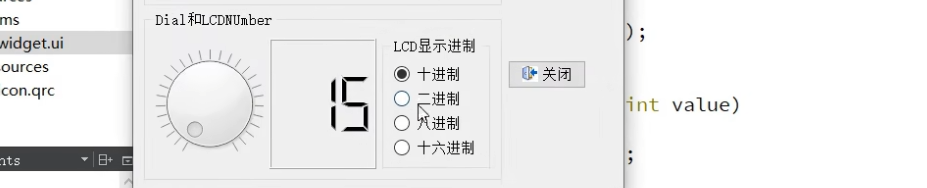 ms
widget.ui
ources
con.qrc
nts
Dial和LCDNUmber
15
LCD显示进制
十进制
二进制
八进制
十六进制
关闭
);
int value)
;